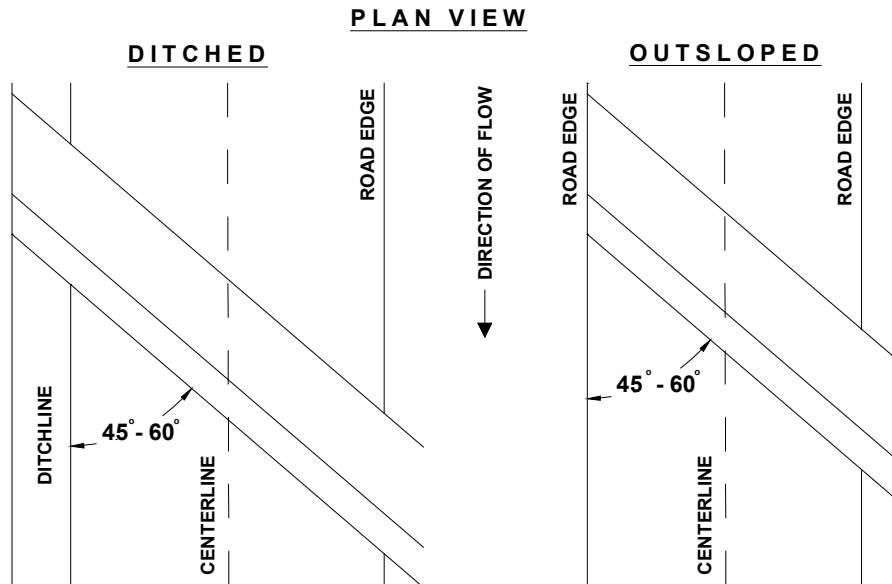 PLAN VIEW
DITCHED
OUTSLOPED
ROAD EDGE
DIRECTION OF FLOW
ROAD EDGE
ROAD EDGE
45° - 60°
45° - 60°
DITCHLINE
CENTERLINE
CENTERLINE